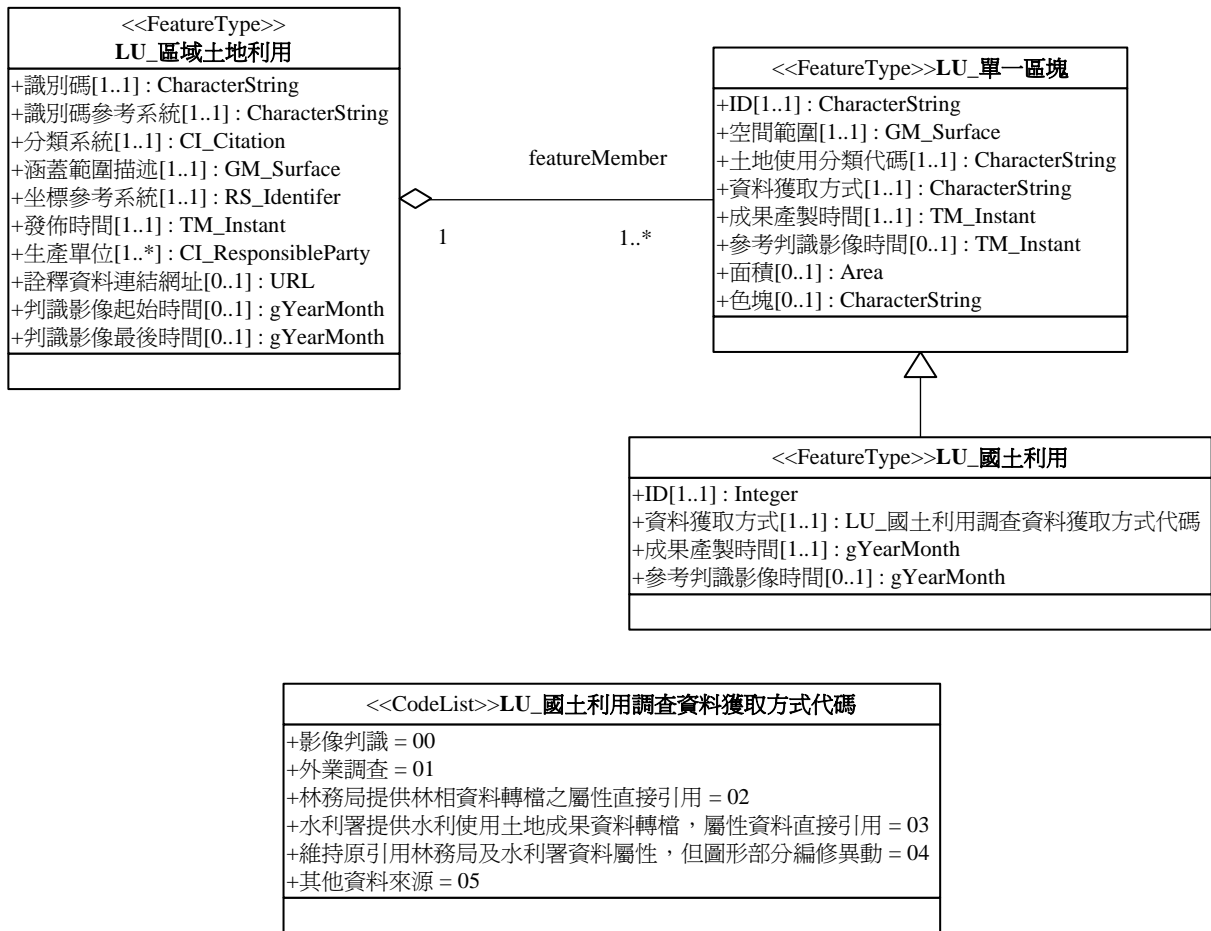 <<FeatureType>>
LU_區域土地利用
+識別碼[1..1] : CharacterString
+識別碼參考系統[1..1] : CharacterString
+分類系統[1..1] : CI_Citation
+涵蓋範圍描述[1..1] : GM_Surface
+坐標參考系統[1..1] : RS_Identifer
+發佈時間[1..1] : TM_Instant
+生產單位[1..*] : CI_ResponsibleParty
+詮釋資料連結網址[0..1] : URL
+判識影像起始時間[0..1] : gYearMonth
+判識影像最後時間[0..1] : gYearMonth
featureMember
1
1..*
<<FeatureType>>LU_單一區塊
+ID[1..1] : CharacterString
+空間範圍[1..1] : GM_Surface
+土地使用分類代碼[1..1] : CharacterString
+資料獲取方式[1..1] : CharacterString
+成果產製時間[1..1] : TM_Instant
+參考判識影像時間[0..1] : TM_Instant
+面積[0..1] : Area
+色塊[0..1] : CharacterString
<<FeatureType>>LU_國土利用
+ID[1..1] : Integer
+資料獲取方式[1..1] : LU_國土利用調查資料獲取方式代碼
+成果產製時間[1..1] : gYearMonth
+參考判識影像時間[0..1] : gYearMonth
<<CodeList>>LU_國土利用調查資料獲取方式代碼
+影像判識 = 00
+外業調查 = 01
+林務局提供林相資料轉檔之屬性直接引用 = 02
+水利署提供水利使用土地成果資料轉檔，屬性資料直接引用 = 03
+維持原引用林務局及水利署資料屬性，但圖形部分編修異動 = 04
+其他資料來源 = 05